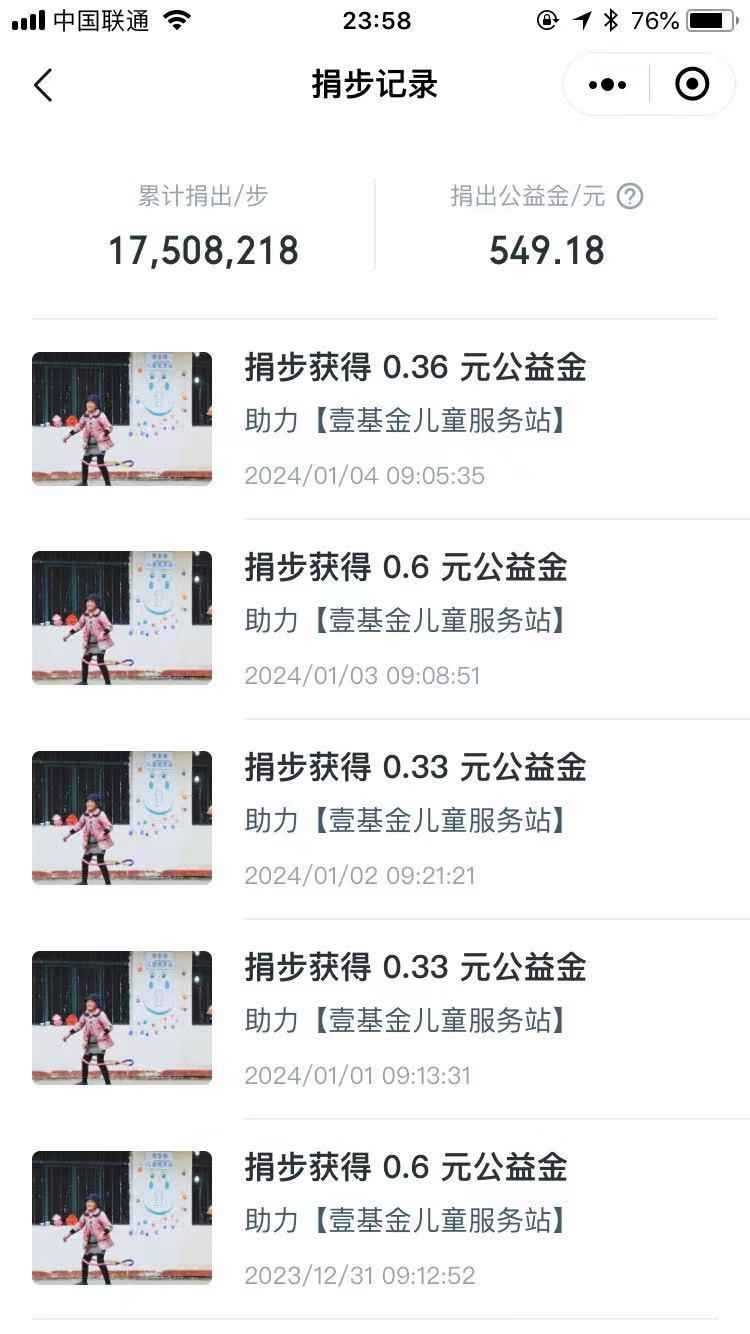 中国联通
23:58
76%
捐步记录
累计捐出/步
捐出公益金/元
17,508,218
549.18
捐步获得 0.36 元公益金
助力【壹基金儿童服务站】
2024/01/04 09:05:35
捐步获得 0.6 元公益金
助力【壹基金儿童服务站】
2024/01/03 09:08:51
捐步获得 0.33 元公益金
助力【壹基金儿童服务站】
2024/01/02 09:21:21
捐步获得 0.33 元公益金
助力【壹基金儿童服务站】
2024/01/01 09:13:31
捐步获得 0.6 元公益金
助力【壹基金儿童服务站】
2023/12/31 09:12:52